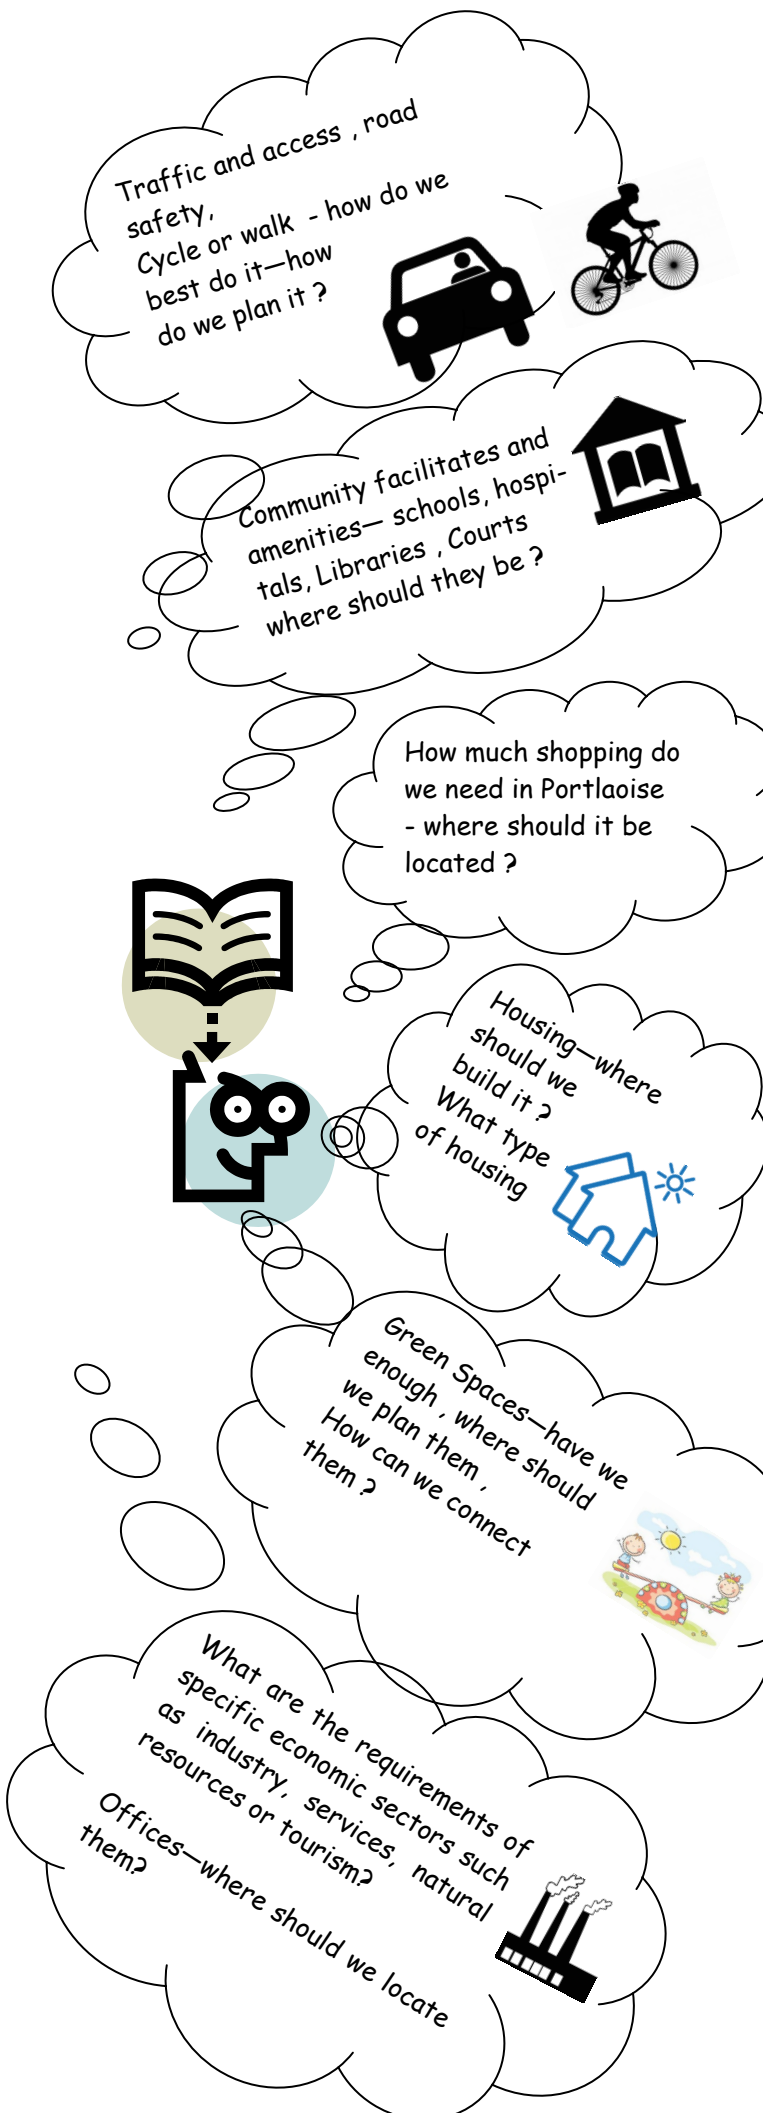 Traffic and access , road
safety,
Cycle or walk - how do we
best do it—how
do we plan it ?
Community facilitates and
amenities— schools, hospi-
tals, Libraries , Courts
where should they be ?
How much shopping do
we need in Portlaoise
- where should it be
located ?
Housing—where
should we
build it ?
What type
of housing
Green Spaces—have we
enough , where should
we plan them ,
How can we connect
them ?
What are the requirements of
specific economic sectors such
as industry, services, natural
resources or tourism?
Offices—where should we locate
them?